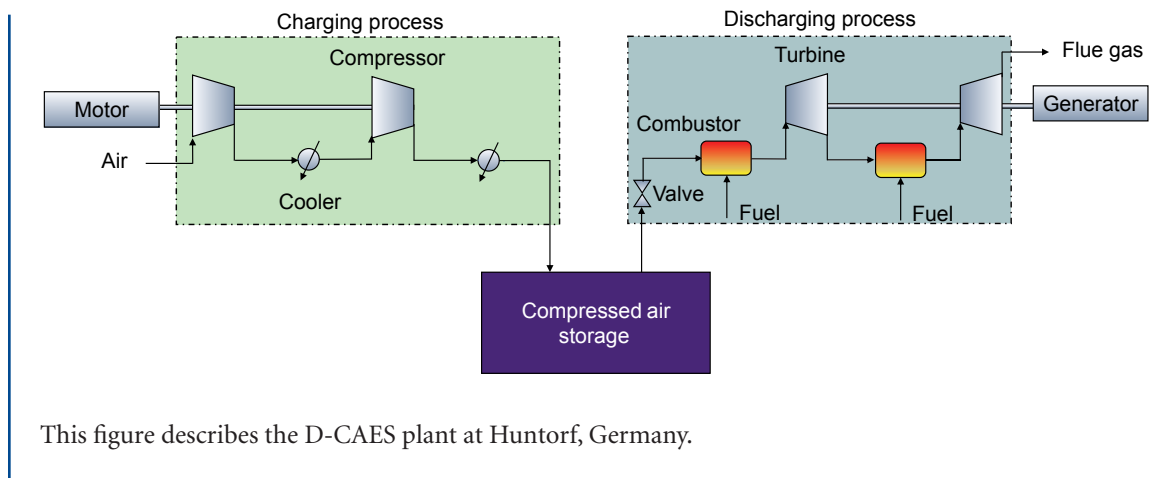 Charging process
Compressor
Motor
Air
Cooler
Discharging process
Turbine
Flue gas
Generator
Combustor
Valve
Fuel
Fuel
Compressed air
storage
This figure describes the D-CAES plant at Huntorf, Germany.